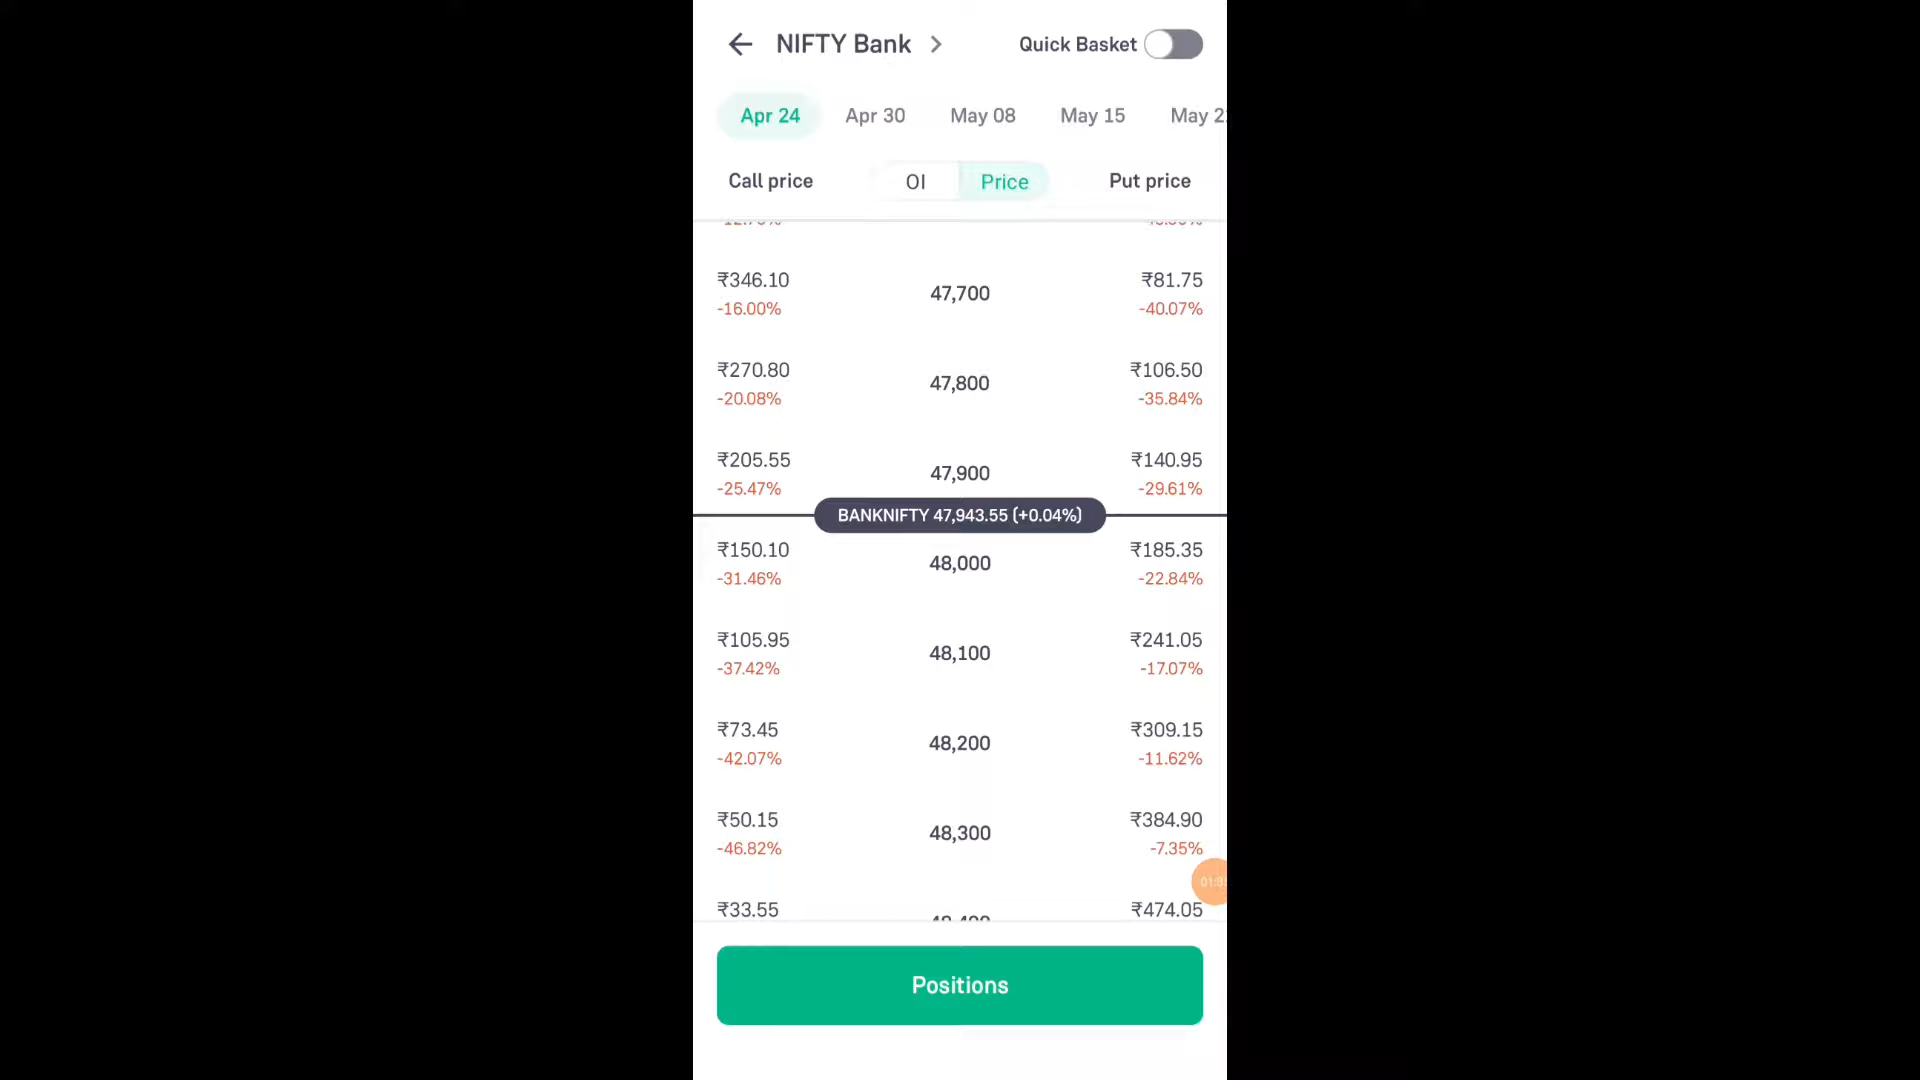 NIFTY Bank
Quick Basket
Apr 24 Apr 30 May 08 May 15 May 2
Call price OI Price Put price
₹346.10 47,700 ₹81.75
-16.00% -40.07%
₹270.80 47,800 ₹106.50
-20.08% -35.84%
₹205.55 47,900 ₹140.95
-25.47% -29.61%
BANKNIFTY 47,943.55 (+0.04%)
₹150.10 48,000 ₹185.35
-31.46% -22.84%
₹105.95 48,100 ₹241.05
-37.42% -17.07%
₹73.45 48,200 ₹309.15
-42.07% -11.62%
₹50.15 48,300 ₹384.90
-46.82% -7.35%
₹33.55 ₹474.05
Positions